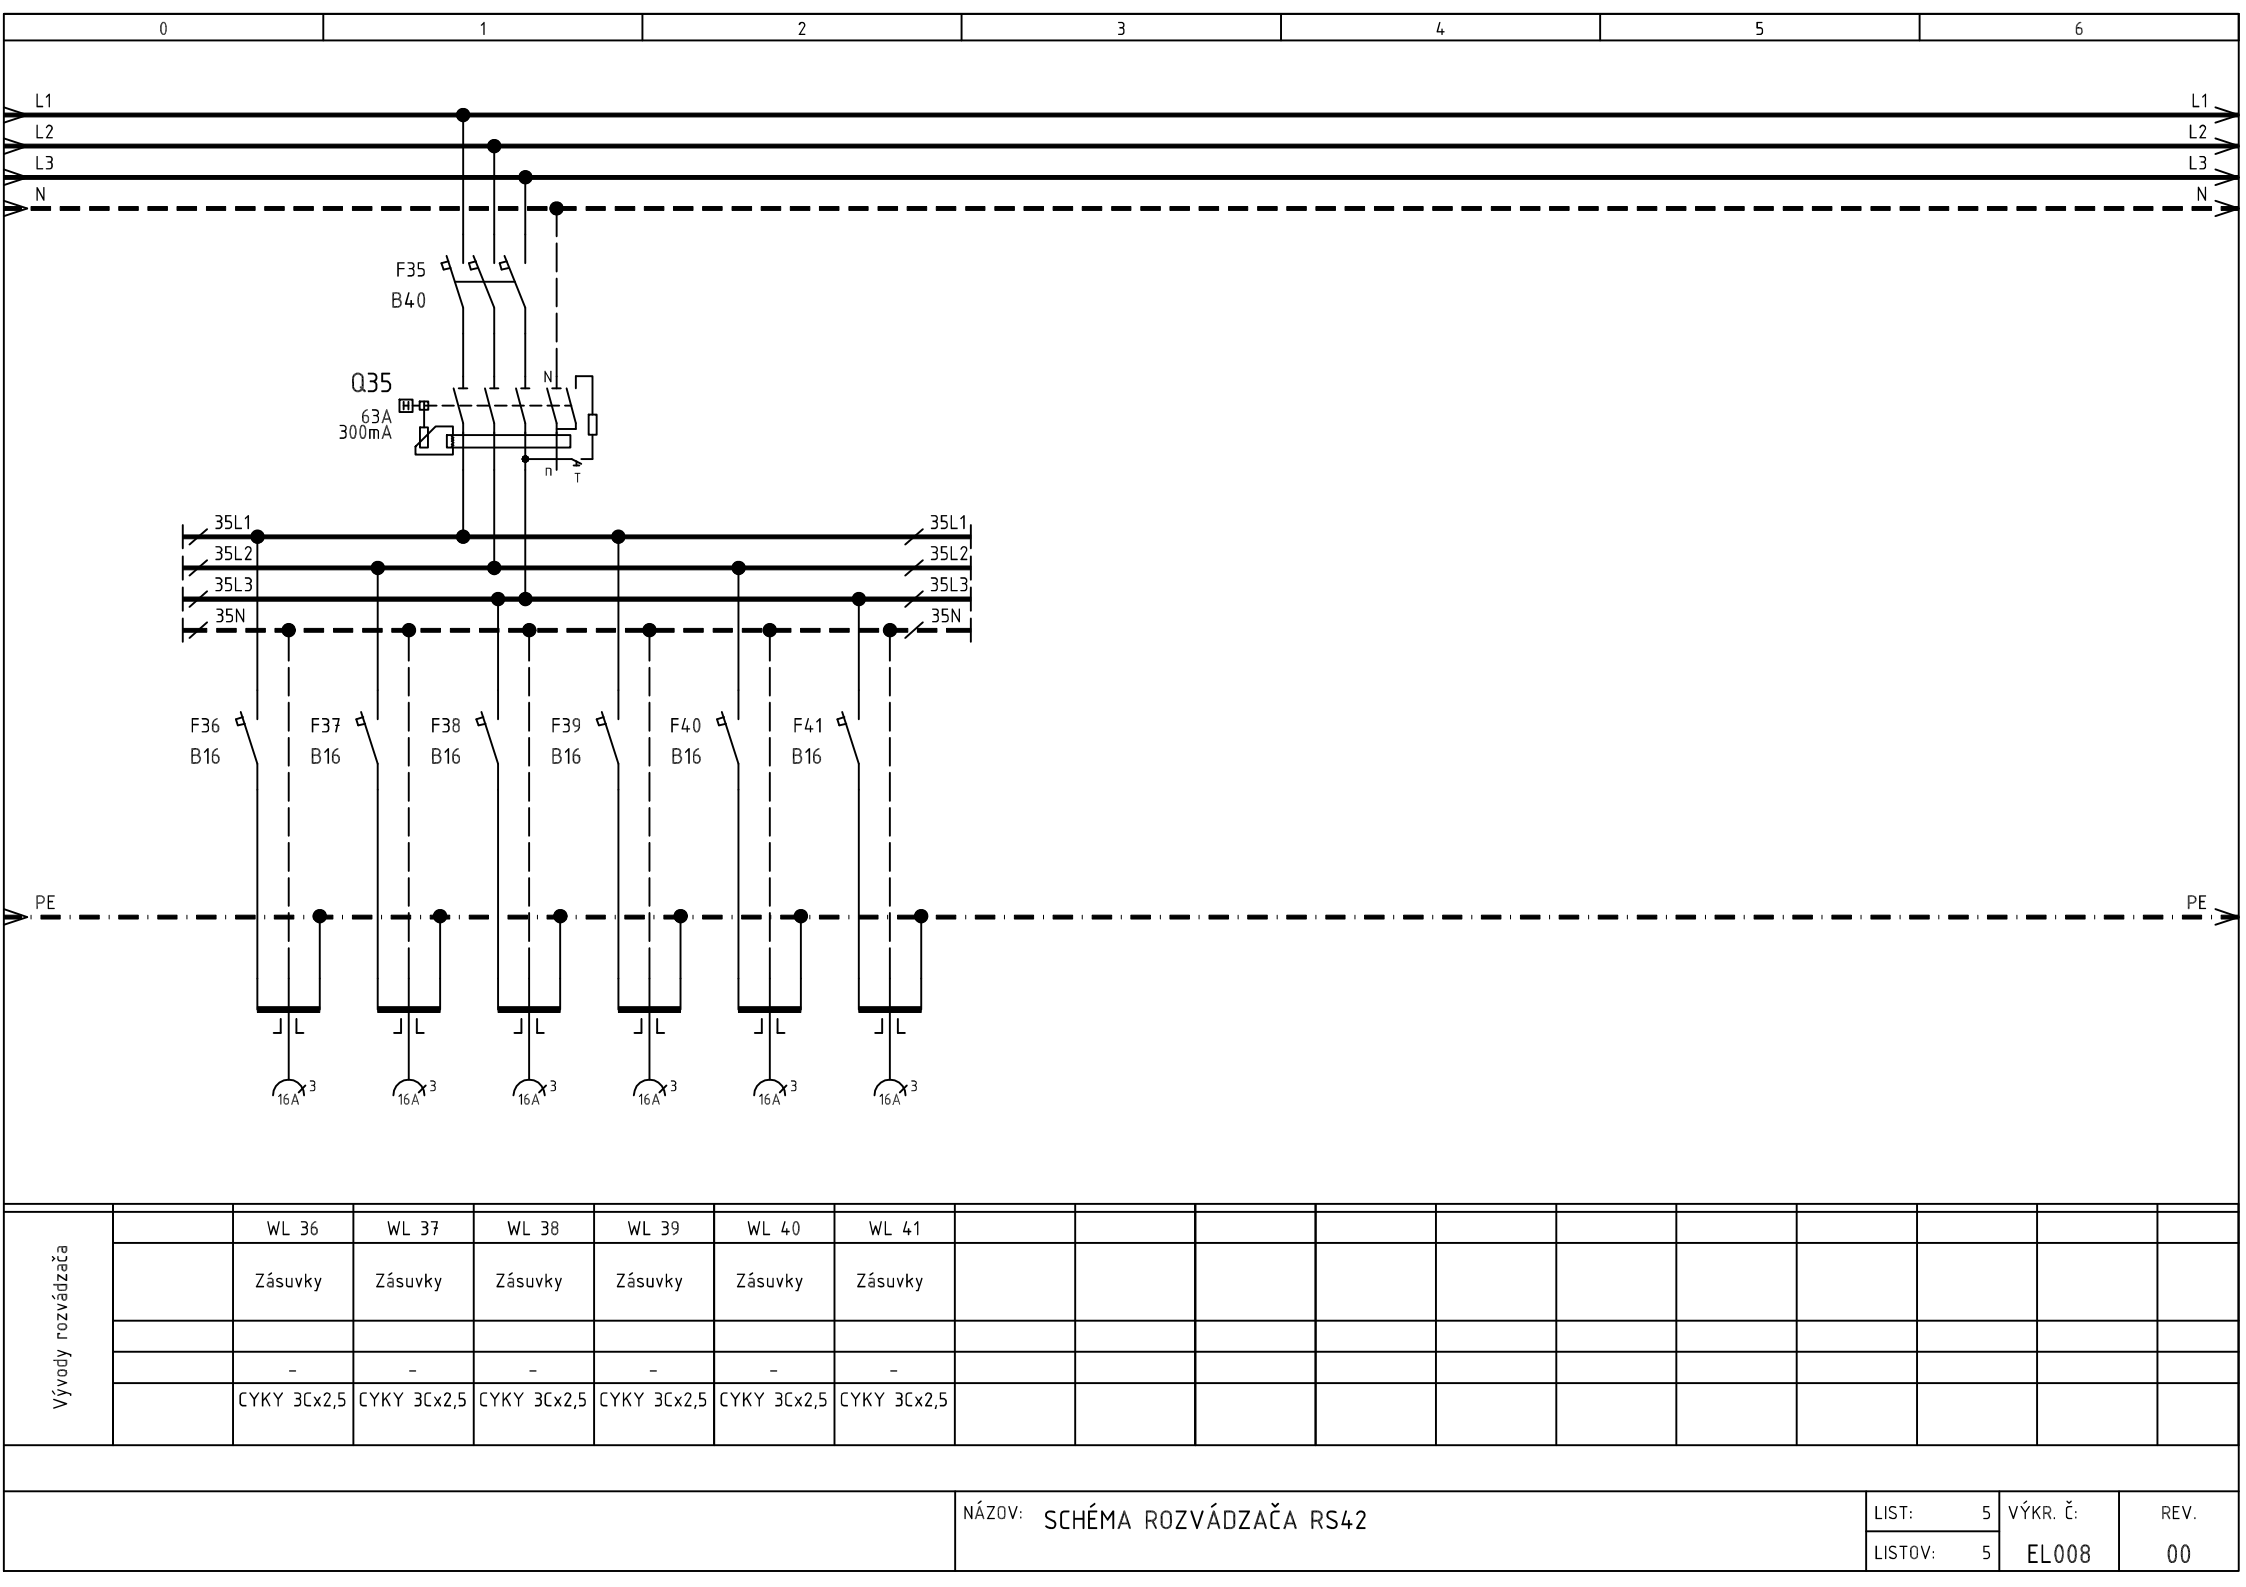 0 1 2 3 4 5 6
L1 L1
L2 L2
L3 L3
N N
F35
B40
Q35
63A
300mA
N
H
n
T
35L1 35L1
35L2 35L2
35L3 35L3
35N 35N
F36 F37 F38 F39 F40 F41
B16 B16 B16 B16 B16 B16
PE PE
3 3 3 3 3 3
16A 16A 16A 16A 16A 16A
Vývody rozvádzača
WL 36 WL 37 WL 38 WL 39 WL 40 WL 41
Zásuvky Zásuvky Zásuvky Zásuvky Zásuvky Zásuvky
- - - - - -
CYKY 3Cx2,5 CYKY 3Cx2,5 CYKY 3Cx2,5 CYKY 3Cx2,5 CYKY 3Cx2,5 CYKY 3Cx2,5
NÁZOV: SCHÉMA ROZVÁDZAČA RS42
LIST: 5
LISTOV: 5
VÝKR. Č:
EL008
REV.
00